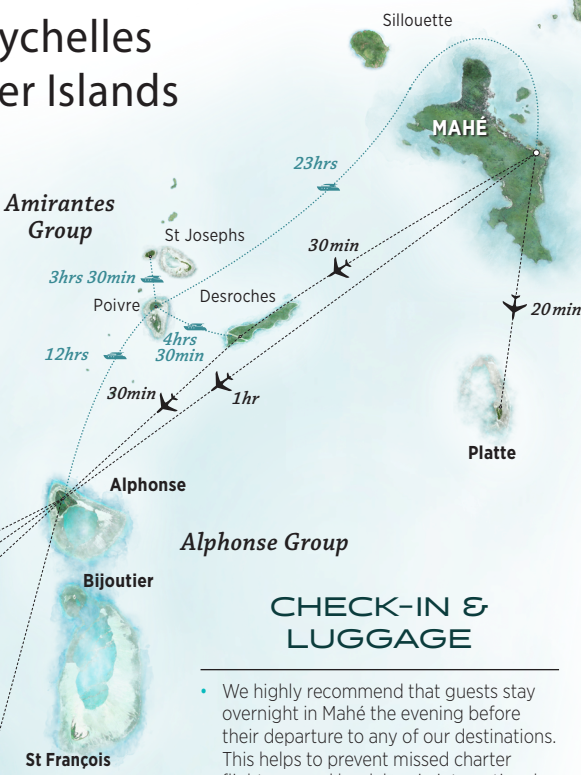 ychelles
er Islands
Sillouette
MAHÉ
23hrs
Amirantes
Group
St Josephs
30min
3hrs 30min
Poivre
Desroches
20min
4hrs
30min
12hrs
30min
1hr
Platte
Alphonse
Alphonse Group
Bijoutier
CHECK-IN &
LUGGAGE
• We highly recommend that guests stay
overnight in Mahé the evening before
their departure to any of our destinations.
This helps to prevent missed charter
St François